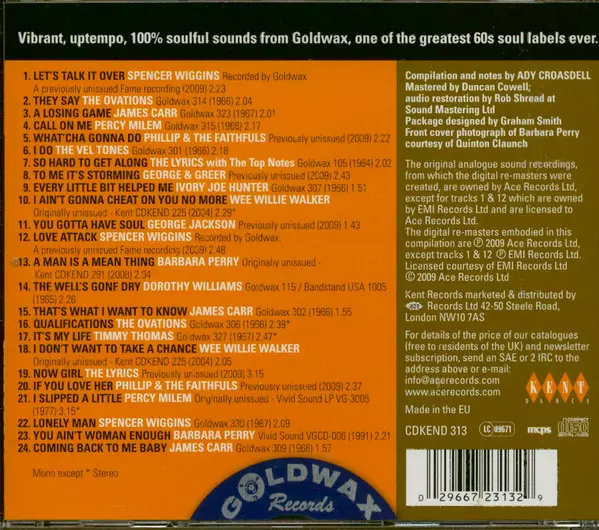 Vibrant, uptempo, 100% soulful sounds from Goldwax, one of the greatest 60s soul labels ever.
1. LET'S TALK IT OVER SPENCER WIGGINS Recorded by Goldwax
A previously unissued Fame recording (2009) 2.23
2. THEY SAY THE OVATIONS Goldwax 314 (1966) 2.04
3. A LOSING GAME JAMES CARR Goldwax 323 (1967) 2.01
4. CALL ON ME PERCY MILEM Goldwax 315 (1966) 2.17
5. WHAT'CHA GONNA DO PHILLIP & THE FAITHFULS Previously unissued (2009) 2.22
6. I DO THE VEL TONES Goldwax 301 (1966) 2.18
7. SO HARD TO GET ALONG THE LYRICS with The Top Notes Goldwax 105 (1964) 2.02
8. TO ME IT'S STORMING GEORGE & GREER Previously unissued (2009) 2.43
9. EVERY LITTLE BIT HELPED ME IVORY JOE HUNTER Goldwax 307 (1966) 1.51
10. I AIN'T GONNA CHEAT ON YOU NO MORE WEE WILLIE WALKER
Originally unissued - Kent CDKEND 225 (2004) 2.29*
11. YOU GOTTA HAVE SOUL GEORGE JACKSON Previously unissued (2009) 1.43
12. LOVE ATTACK SPENCER WIGGINS Recorded by Goldwax.
A previously unissued Fame recording (2009) 2.48
13. A MAN IS A MEAN THING BARBARA PERRY Originally unissued -
Kent CDKEND 291 (2008) 2.04
14. THE WELL'S GONE DRY DOROTHY WILLIAMS Goldwax 115 / Bandstand USA 1005
(1965) 2.26
15. THAT'S WHAT I WANT TO KNOW JAMES CARR Goldwax 302 (1966) 1.55
16. QUALIFICATIONS THE OVATIONS Goldwax 306 (1966) 2.39*
17. IT'S MY LIFE TIMMY THOMAS Goldwax 327 (1967) 2.47*
18. I DON'T WANT TO TAKE A CHANCE WEE WILLIE WALKER
Originally unissued - Kent CDKEND 225 (2004) 2.05
19. NOW GIRL THE LYRICS Previously unissued (2009) 3.15
20. IF YOU LOVE HER PHILLIP & THE FAITHFULS Previously unissued (2009) 2.37
21. I SLIPPED A LITTLE PERCY MILEM Originally unissued - Vivid Sound LP VG-3005
(1977) 3.15*
22. LONELY MAN SPENCER WIGGINS Goldwax 330 (1967) 2.09
23. YOU AIN'T WOMAN ENOUGH BARBARA PERRY Vivid Sound VGCD-006 (1991) 2.21
24. COMING BACK TO ME BABY JAMES CARR Goldwax 309 (1966) 1.57
Mono except * Stereo
GOLDWAX
Records
Compilation and notes by ADY CROASDELL
Mastered by Duncan Cowell;
audio restoration by Rob Shread at
Sound Mastering Ltd
Package designed by Graham Smith
Front cover photograph of Barbara Perry
courtesy of Quinton Claunch
The original analogue sound recordings,
from which the digital re-masters were
created, are owned by Ace Records Ltd,
except for tracks 1 & 12 which are owned
by EMI Records Ltd and are licensed to
Ace Records Ltd.
The digital re-masters embodied in this
compilation are ℗ 2009 Ace Records Ltd,
except tracks 1 & 12 ℗ EMI Records Ltd.
Licensed courtesy of EMI Records Ltd
© 2009 Ace Records Ltd
Kent Records marketed & distributed by
Records Ltd 42-50 Steele Road,
London NW10 7AS
For details of the price of our catalogues
(free to residents of the UK) and newsletter
subscription, send an SAE or 2 IRC to the
address above or e-mail:
info@acerecords.com
www.acerecords.com
Made in the EU
KENT
DANCE
CDKEND 313
LC 09671
mcps
COMPACT
disc
DIGITAL AUDIO
0 29667 23132 9